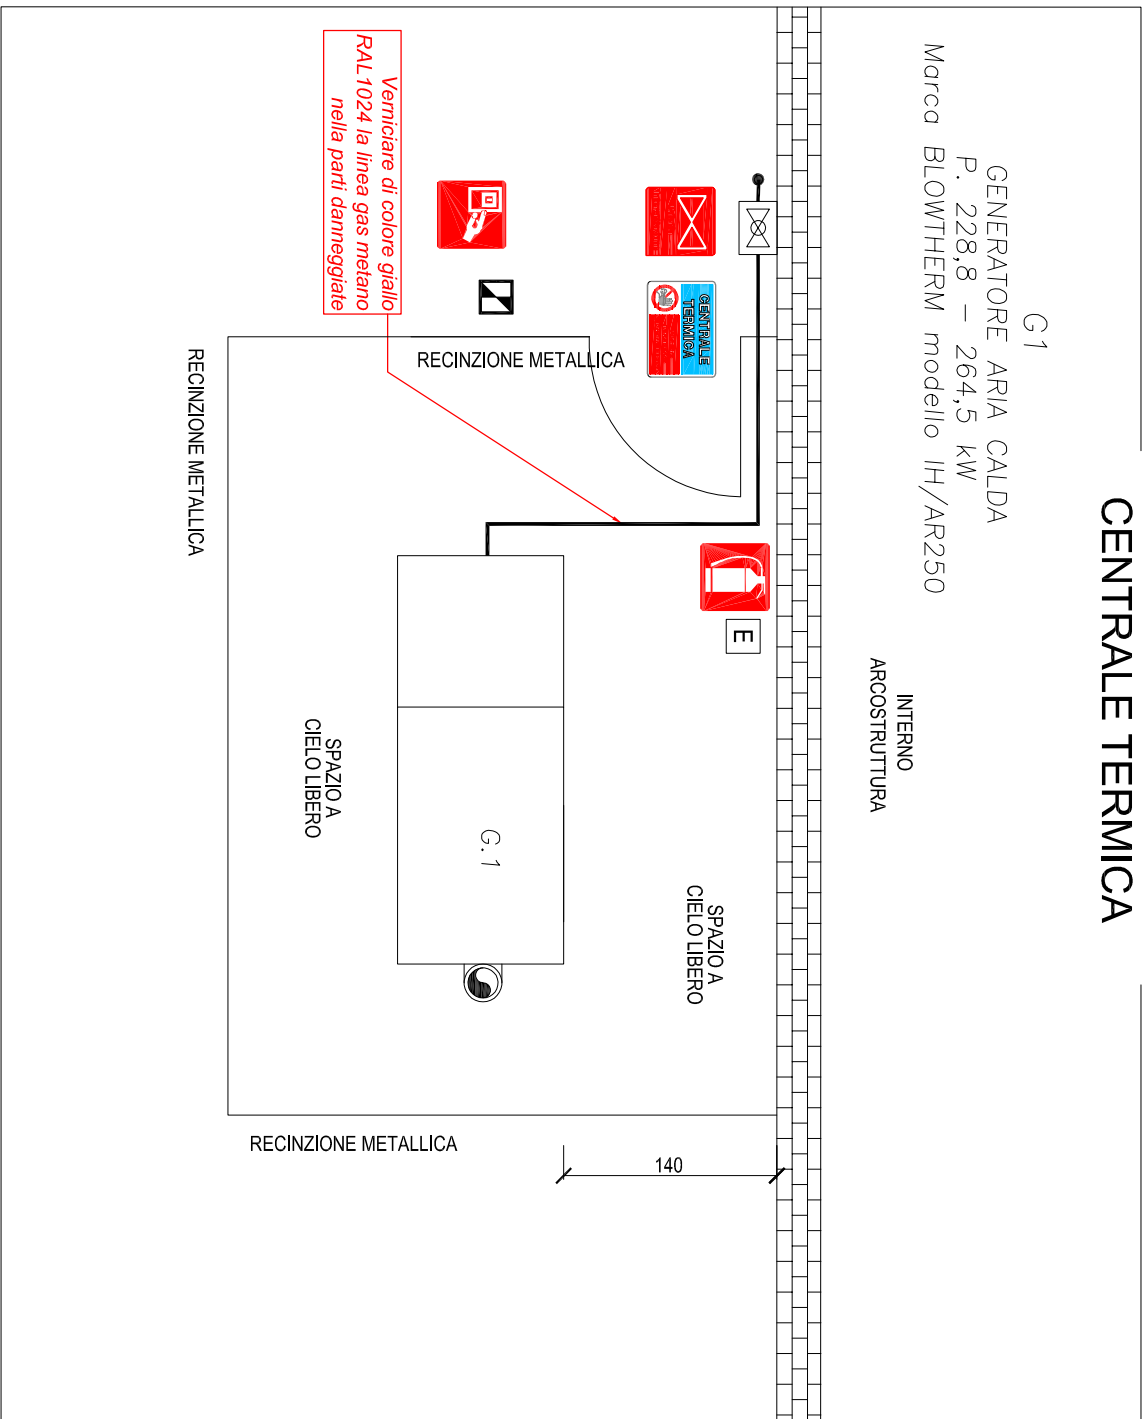 CENTRALE TERMICA
G1
GENERATORE ARIA CALDA
P. 228,8 - 264,5 kW
Marca BLOWTHERM modello IH/AR250
INTERNO
ARCOSTRUTTURA
CENTRALE
TERMICA
E
SPAZIO A
CIELO LIBERO
RECINZIONE METALLICA
Verniciare di colore giallo
RAL1024 la linea gas metano
nella parti danneggiate
G.1
SPAZIO A
CIELO LIBERO
140
RECINZIONE METALLICA
RECINZIONE METALLICA